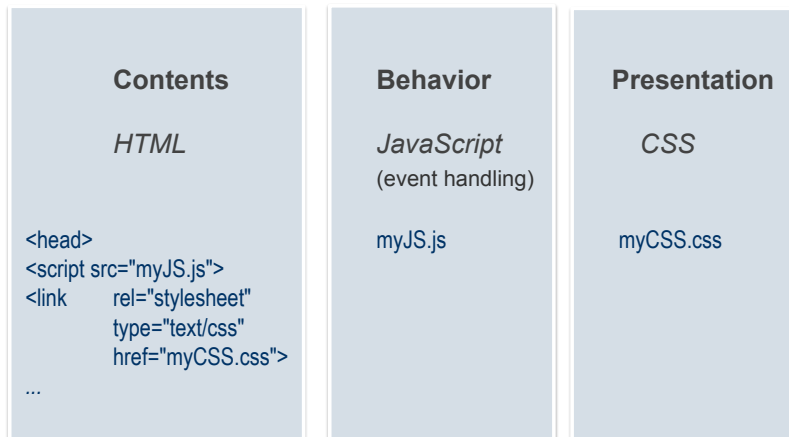 Contents
HTML
<head>
<script src="myJS.js">
<link rel="stylesheet"
type="text/css"
href="myCSS.css">
...
Behavior
JavaScript
(event handling)
myJS.js
Presentation
CSS
myCSS.css